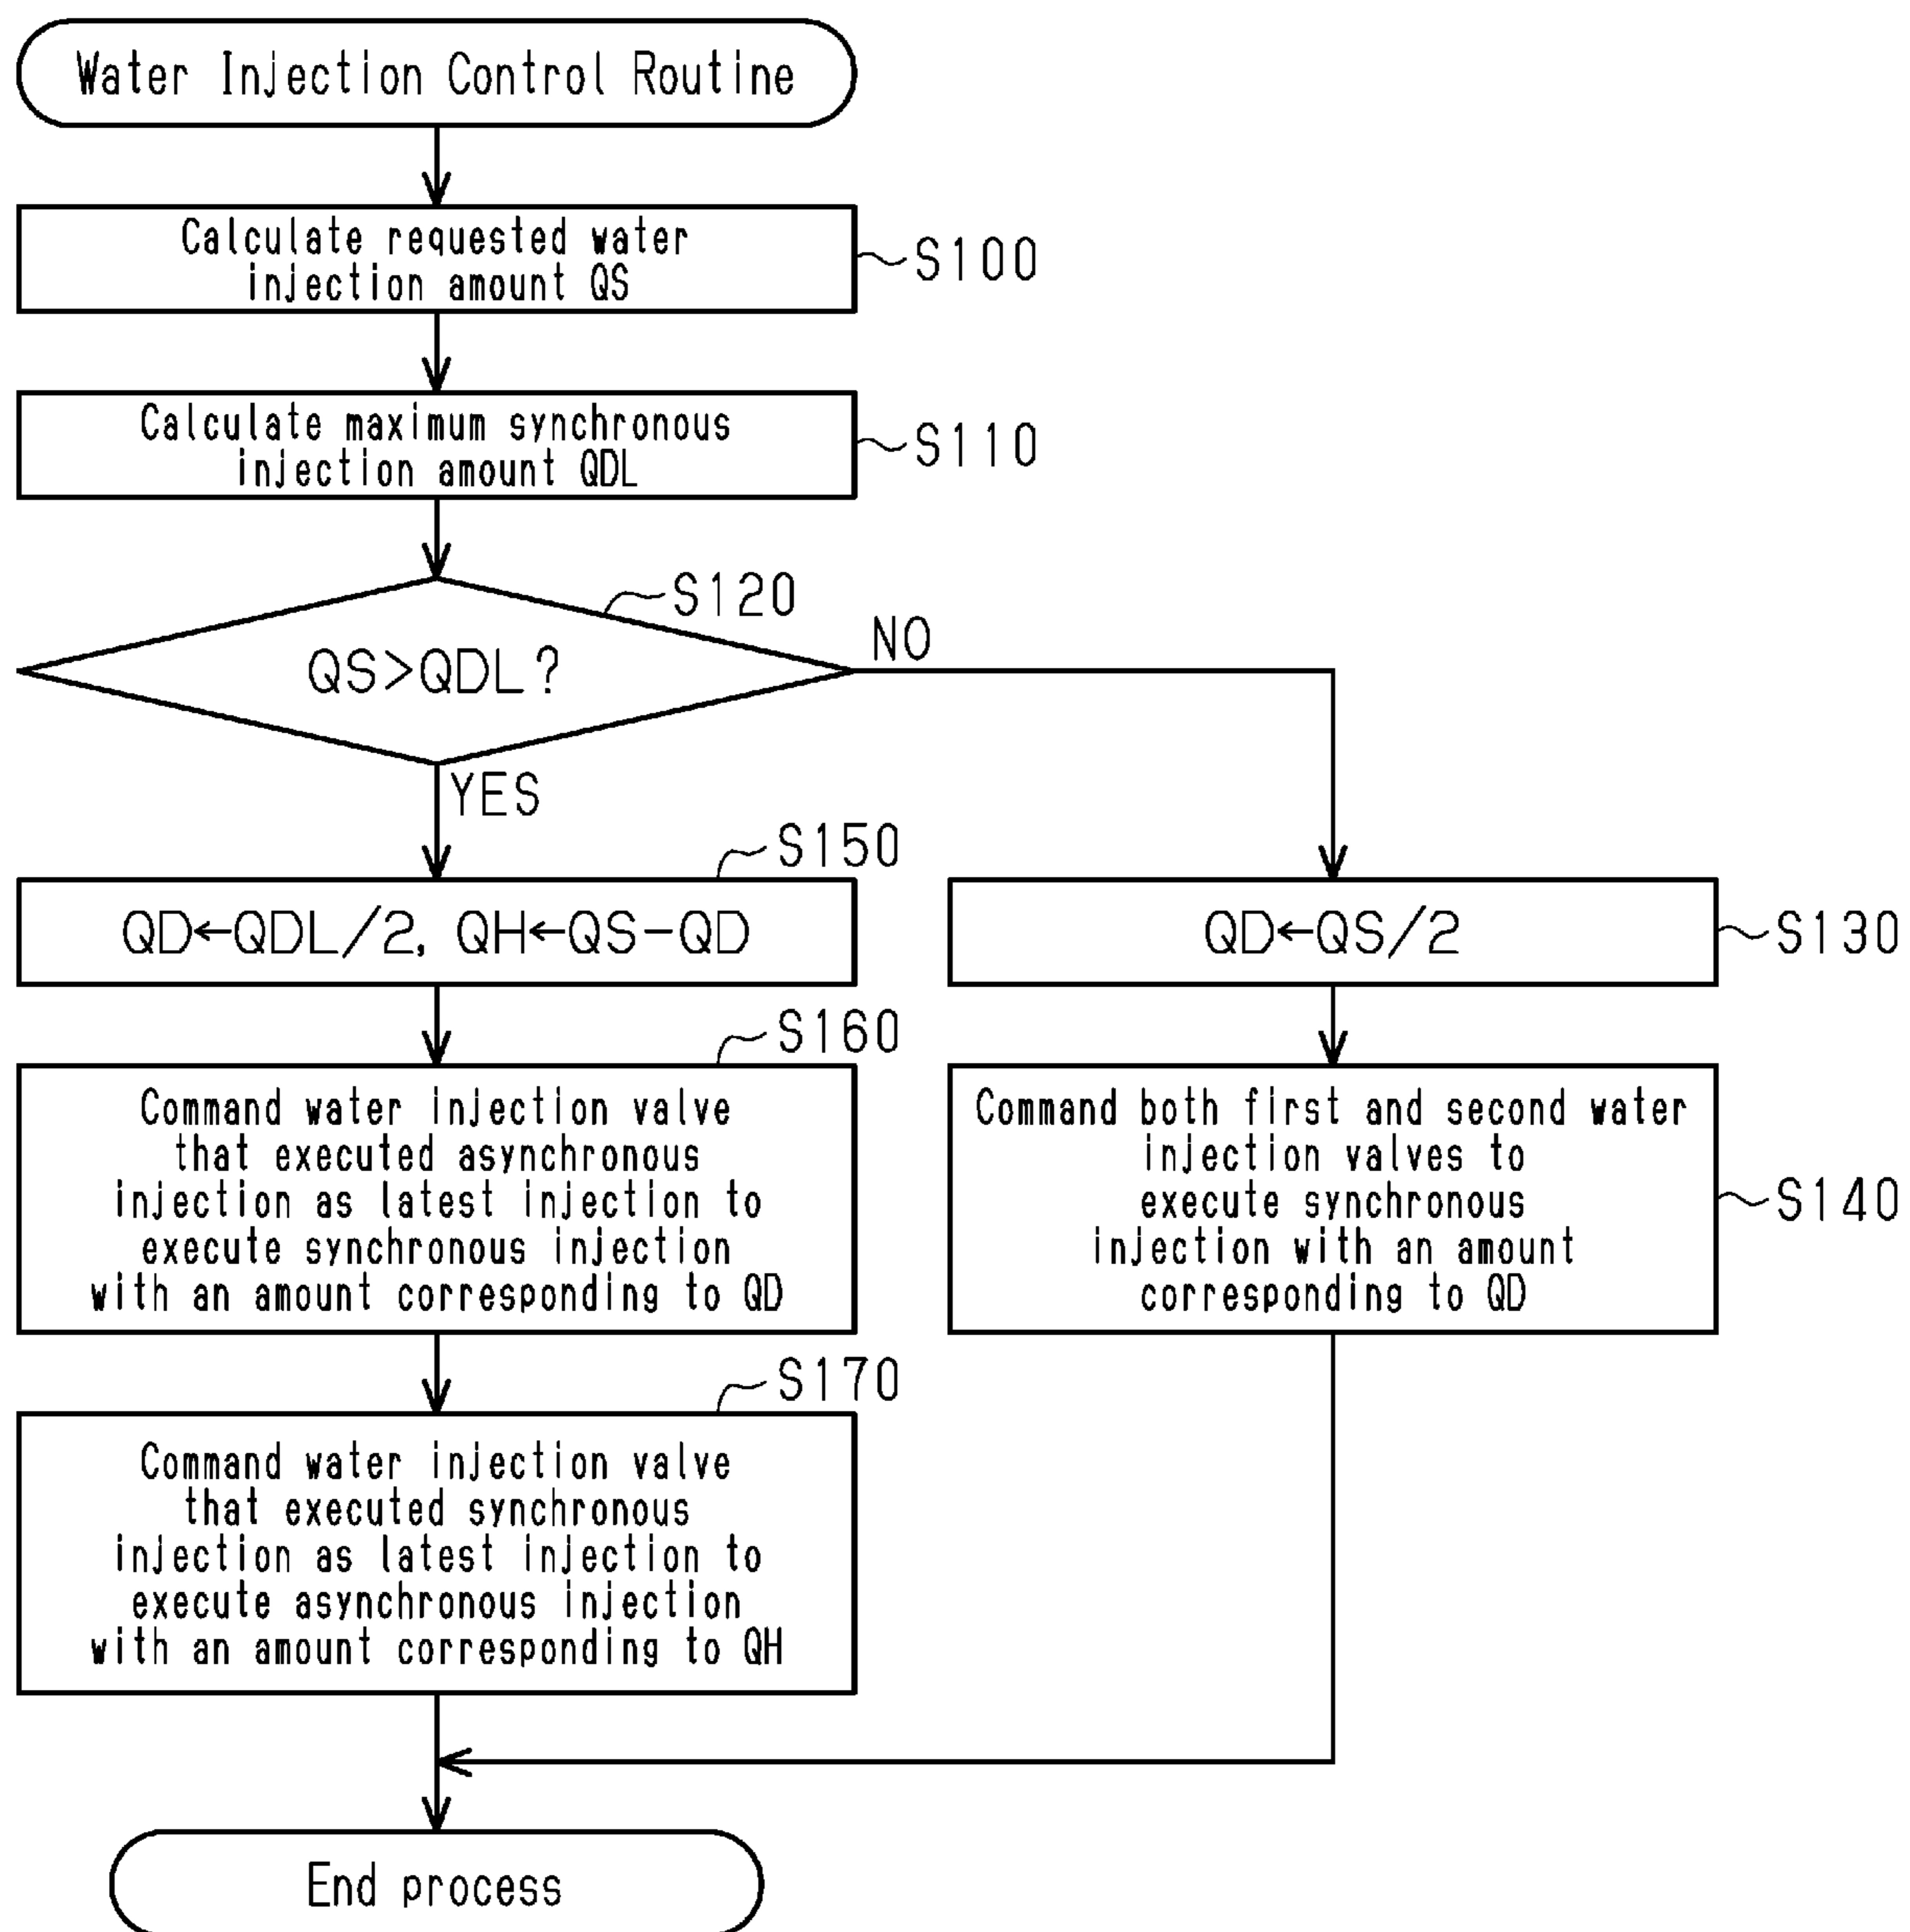 Water Injection Control Routine
Calculate requested water
injection amount QS
S100
Calculate maximum synchronous
injection amount QDL
S110
S120
QS>QDL?
NO
YES
S150
QD←QDL/2, QH←QS−QD
QD←QS/2
S130
S160
Command water injection valve
that executed asynchronous
injection as latest injection to
execute synchronous injection
with an amount corresponding to QD
Command both first and second water
injection valves to
execute synchronous
injection with an amount
corresponding to QD
S140
S170
Command water injection valve
that executed synchronous
injection as latest injection to
execute asynchronous injection
with an amount corresponding to QH
End process